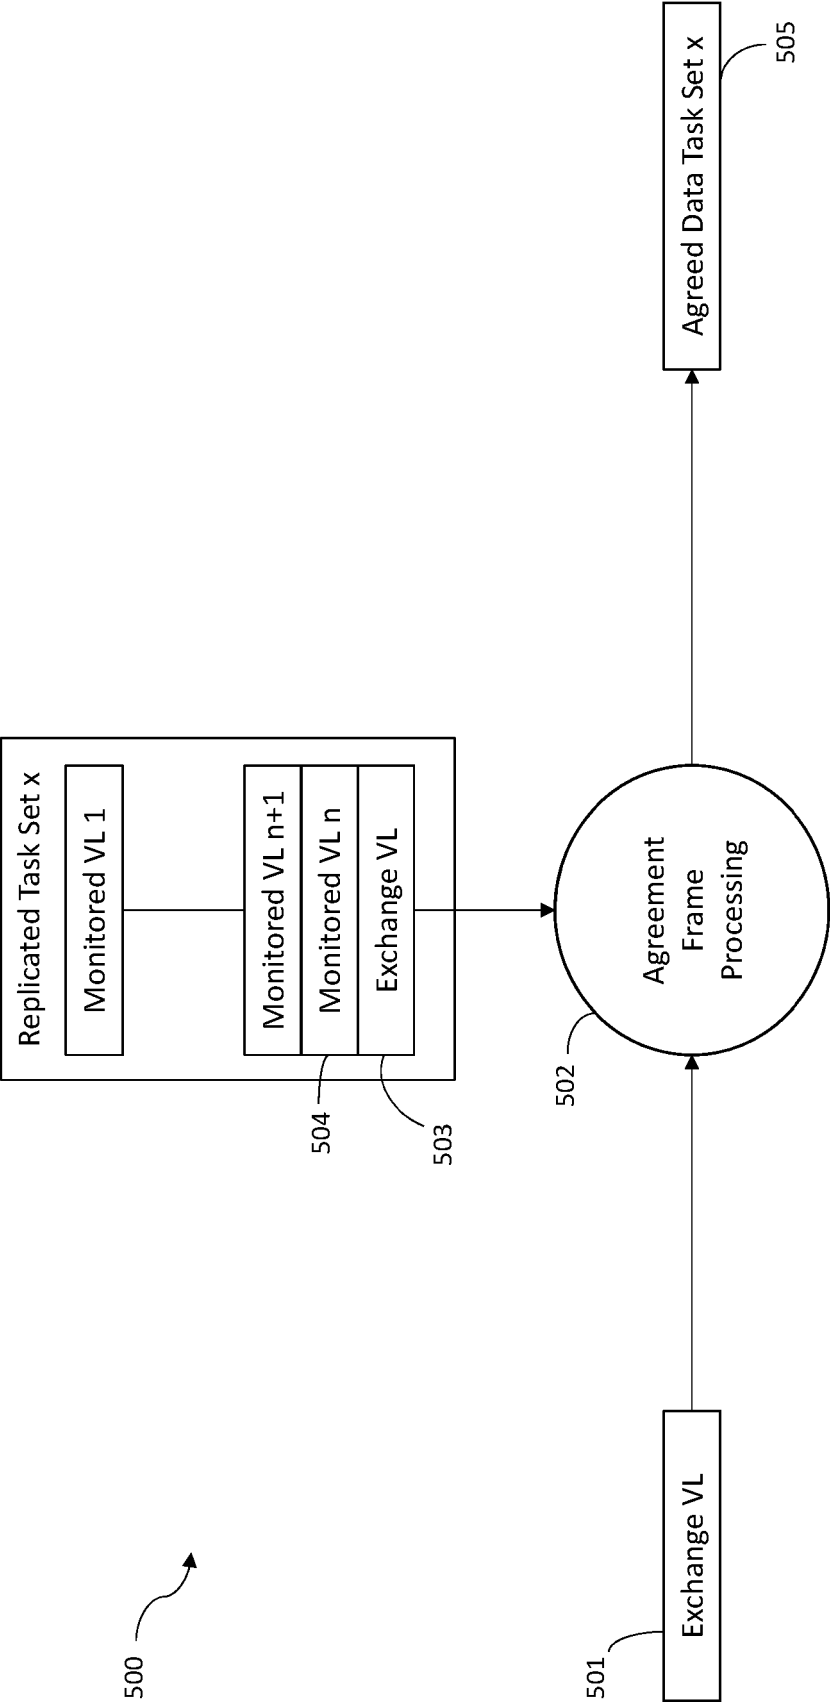 500
Replicated Task Set x
Monitored VL 1
Monitored VL n+1
Monitored VL n
Exchange VL
504
503
501
Exchange VL
502
Agreement
Frame
Processing
Agreed Data Task Set x
505